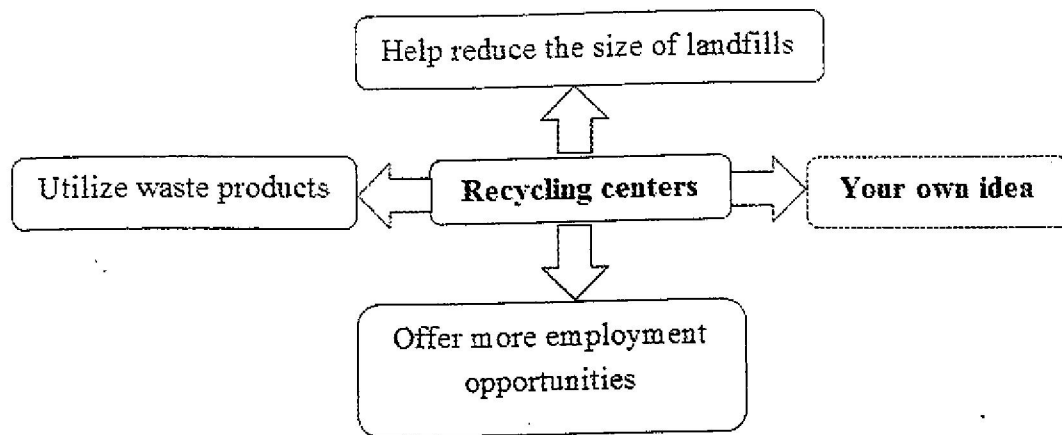 Help reduce the size of landfills
Utilize waste products
Recycling centers
Your own idea
Offer more employment
opportunities